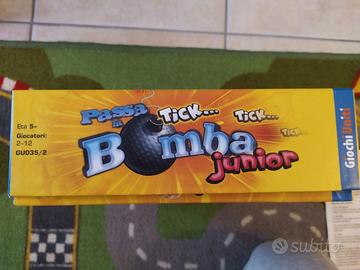 Passa
la
Tick...
Tick...
Tick...
Bomba
junior
Età 5+
Giocatori:
2-12
GU035/2
Giochi Uniti
subito